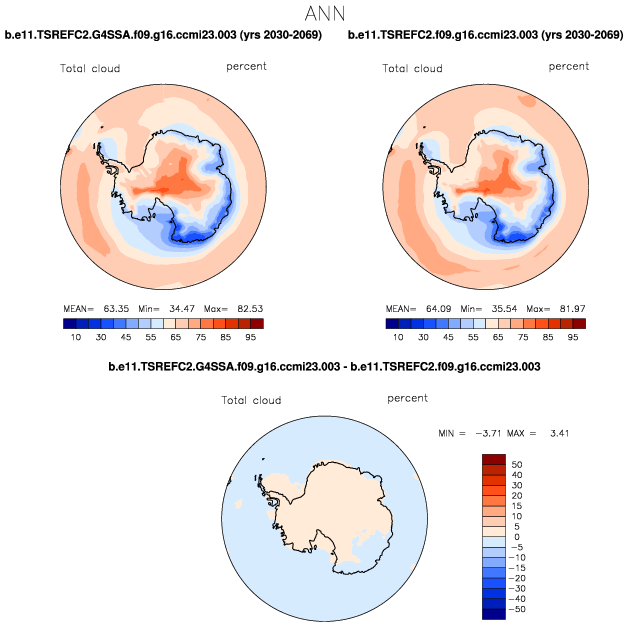 ANN
b.e11.TSREFC2.G4SSA.f09.g16.ccmi23.003 (yrs 2030-2069)
b.e11.TSREFC2.f09.g16.ccmi23.003 (yrs 2030-2069)
Total cloud percent
Total cloud percent
MEAN= 63.35 Min= 34.47 Max= 82.53
MEAN= 64.09 Min= 35.54 Max= 81.97
10 30 45 55 65 75 85 95
10 30 45 55 65 75 85 95
b.e11.TSREFC2.G4SSA.f09.g16.ccmi23.003 - b.e11.TSREFC2.f09.g16.ccmi23.003
Total cloud percent
MIN = -3.71 MAX = 3.41
50
40
30
20
15
10
5
0
-5
-10
-15
-20
-30
-40
-50